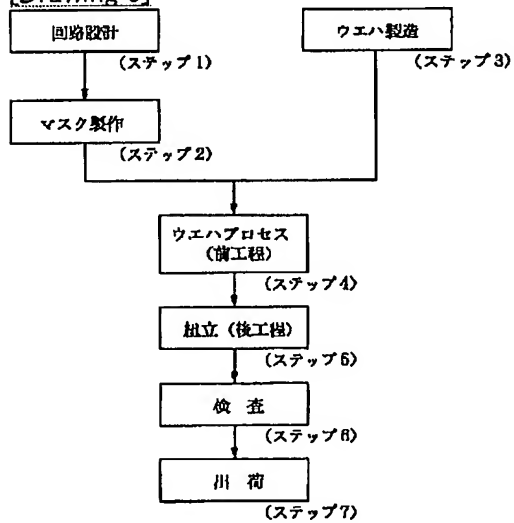 回路設計
(ステップ1)
ウエハ製造
(ステップ3)
マスク製作
(ステップ2)
ウエハプロセス
(前工程)
(ステップ4)
組立(後工程)
(ステップ5)
検 査
(ステップ6)
出 荷
(ステップ7)